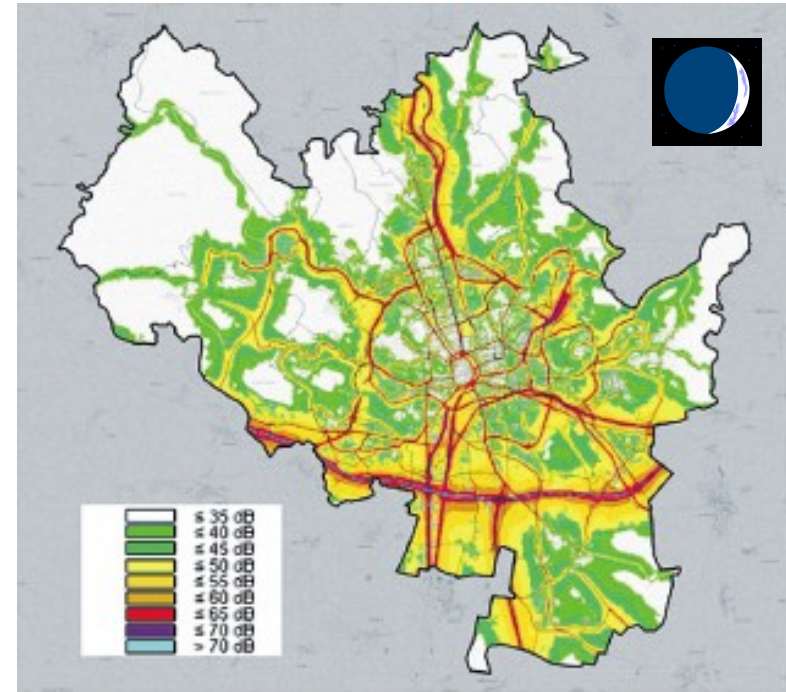 ≤ 35 dB
≤ 40 dB
≤ 45 dB
≤ 50 dB
≤ 55 dB
≤ 60 dB
≤ 65 dB
≤ 70 dB
> 70 dB